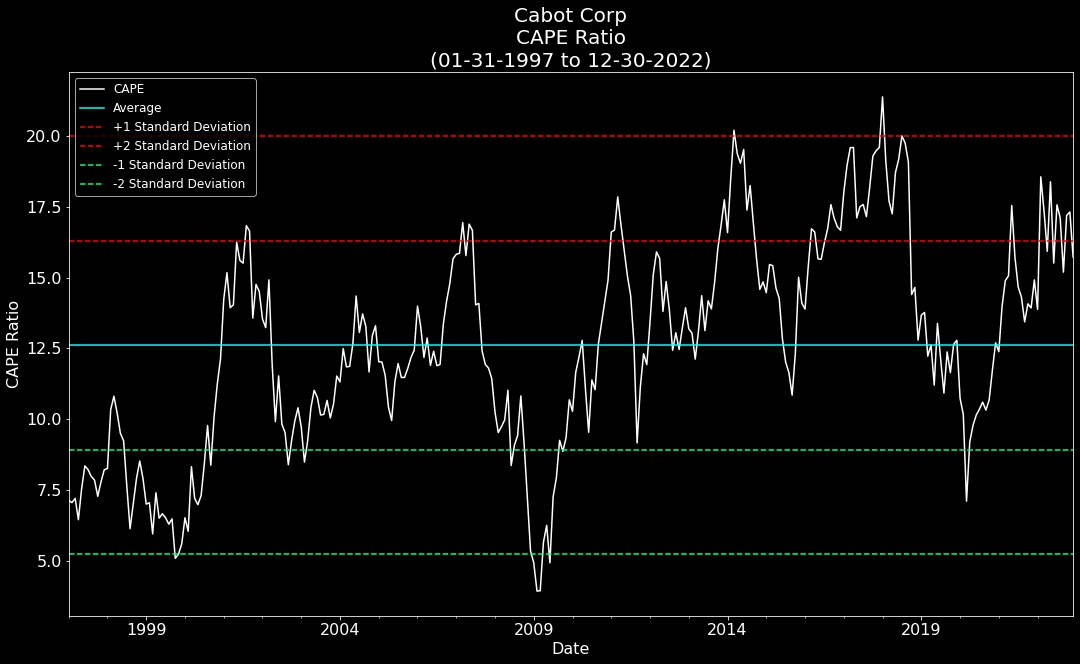 Cabot Corp
CAPE Ratio
(01-31-1997 to 12-30-2022)
CAPE
Average
+1 Standard Deviation
+2 Standard Deviation
-1 Standard Deviation
-2 Standard Deviation
CAPE Ratio
20.0
17.5
15.0
12.5
10.0
7.5
5.0
1999 2004 2009 2014 2019
Date